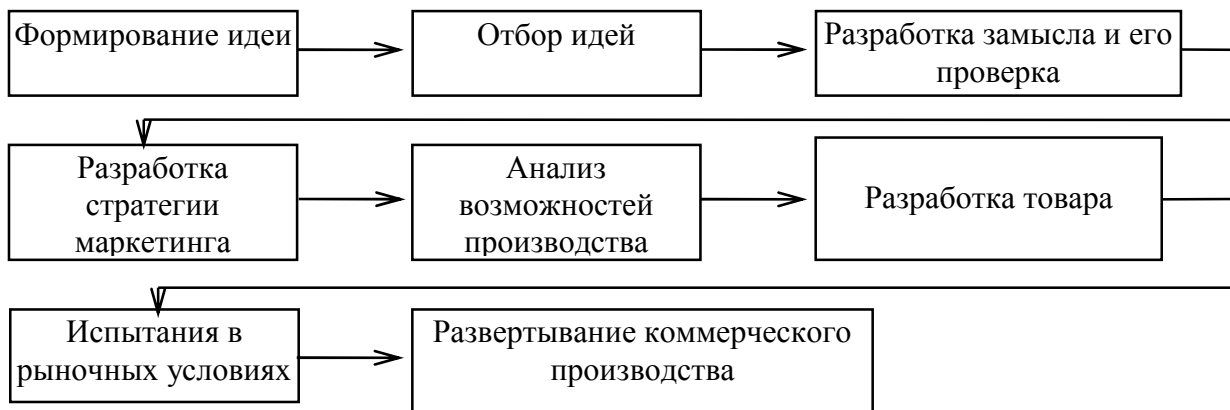 Формирование идеи
Отбор идей
Разработка замысла и его
проверка
Разработка
стратегии
маркетинга
Анализ
возможностей
производства
Разработка товара
Испытания в
рыночных условиях
Развертывание коммерческого
производства